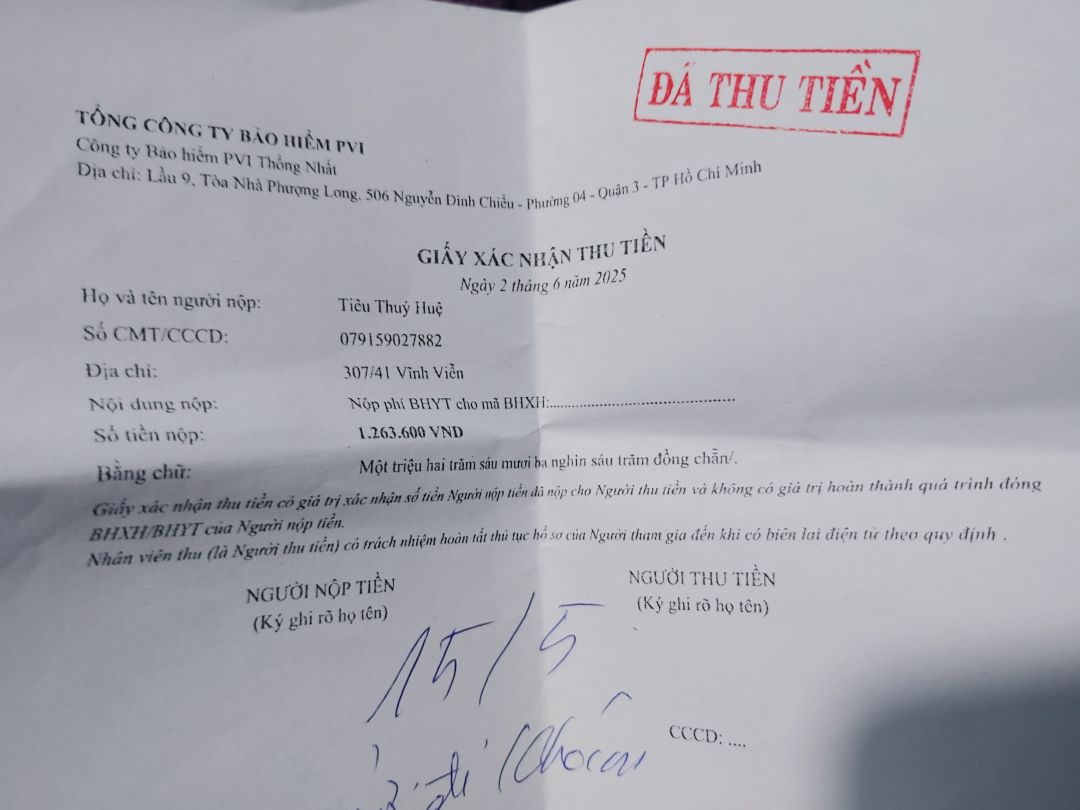 ĐÃ THU TIỀN
TỔNG CÔNG TY BẢO HIỂM PVI
Công ty Bảo hiểm PVI Thống Nhất
Địa chỉ: Lầu 9, Tòa Nhà Phượng Long, 506 Nguyễn Đình Chiểu - Phường 04 - Quận 3 - TP Hồ Chí Minh
GIẤY XÁC NHẬN THU TIỀN
Ngày 2 tháng 6 năm 2025
Họ và tên người nộp: Tiêu Thuý Huệ
Số CMT/CCCD: 079159027882
Địa chỉ: 307/41 Vĩnh Viễn
Nội dung nộp: Nộp phí BHYT cho mã BHXH:..........................................
Số tiền nộp: 1.263.600 VND
Bằng chữ: Một triệu hai trăm sáu mươi ba nghìn sáu trăm đồng chẵn/.
Giấy xác nhận thu tiền có giá trị xác nhận số tiền Người nộp tiền đã nộp cho Người thu tiền và không có giá trị hoàn thành quá trình đóng
BHXH/BHYT của Người nộp tiền.
Nhân viên thu (là Người thu tiền) có trách nhiệm hoàn tất thủ tục hồ sơ của Người tham gia đến khi có biên lai điện tử theo quy định .
NGƯỜI NỘP TIỀN NGƯỜI THU TIỀN
(Ký ghi rõ họ tên) (Ký ghi rõ họ tên)
15/5
CCCD: ....